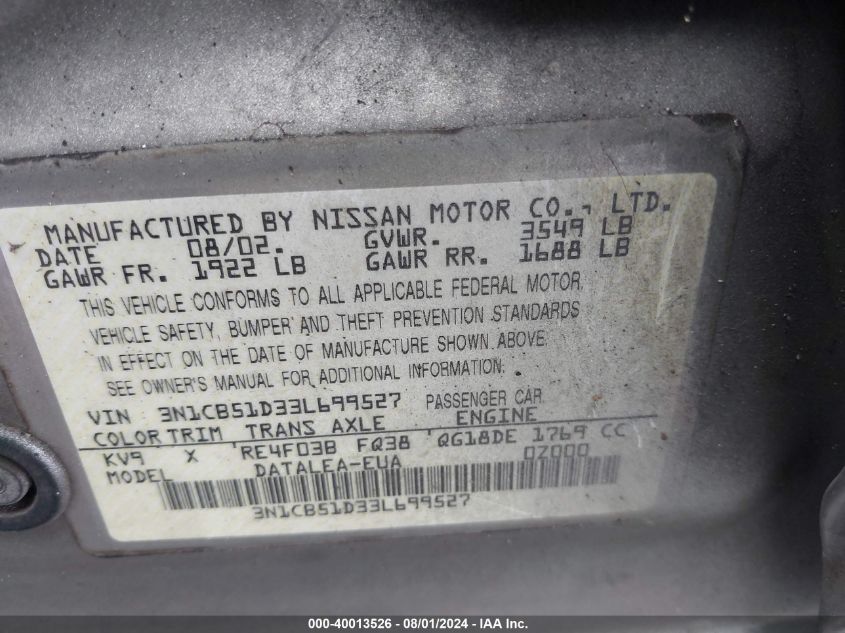 MANUFACTURED BY NISSAN MOTOR CO., LTD.
DATE 08/02. GVWR. 3549 LB
GAWR FR. 1922 LB GAWR RR. 1688 LB
THIS VEHICLE CONFORMS TO ALL APPLICABLE FEDERAL MOTOR
VEHICLE SAFETY, BUMPER AND THEFT PREVENTION STANDARDS
IN EFFECT ON THE DATE OF MANUFACTURE SHOWN ABOVE.
SEE OWNER'S MANUAL FOR ADDITIONAL INFORMATION.
VIN 3N1CB51D33L699527 PASSENGER CAR
COLOR TRIM TRANS AXLE ENGINE
KV9 X RE4F03B FQ38 QG18DE 1769 CC
MODEL DATALEA-EUA 0Z000
3N1CB51D33L699527
000-40013526 - 08/01/2024 - IAA Inc.